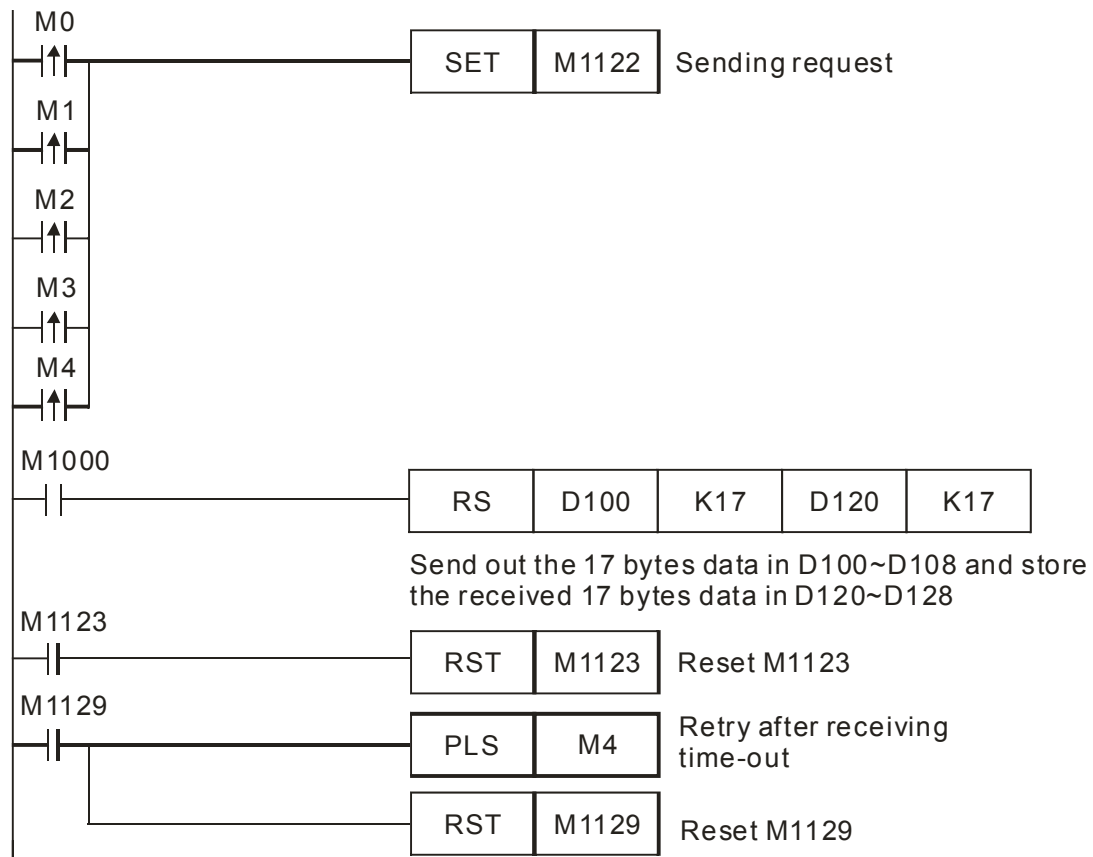 M0
SET M1122 Sending request
M1
M2
M3
M4
M1000
RS D100 K17 D120 K17
Send out the 17 bytes data in D100~D108 and store
the received 17 bytes data in D120~D128
M1123
RST M1123 Reset M1123
M1129
PLS M4 Retry after receiving
time-out
RST M1129 Reset M1129